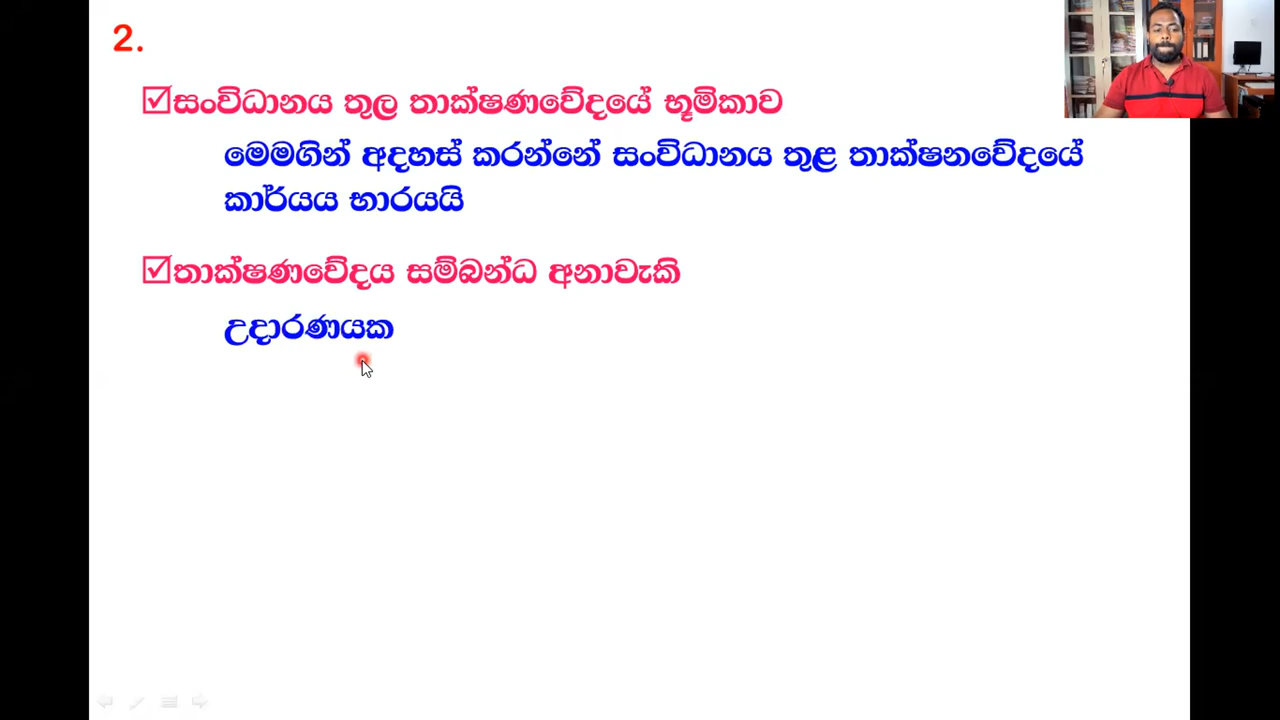 2.
සංවිධානය තුල තාක්ෂණවේදයේ භූමිකාව
මෙමගින් අදහස් කරන්නේ සංවිධානය තුළ තාක්ෂනවේදයේ
කාර්යය භාරයයි
තාක්ෂණවේදය සම්බන්ධ අනාවැකි
උදාරණයක